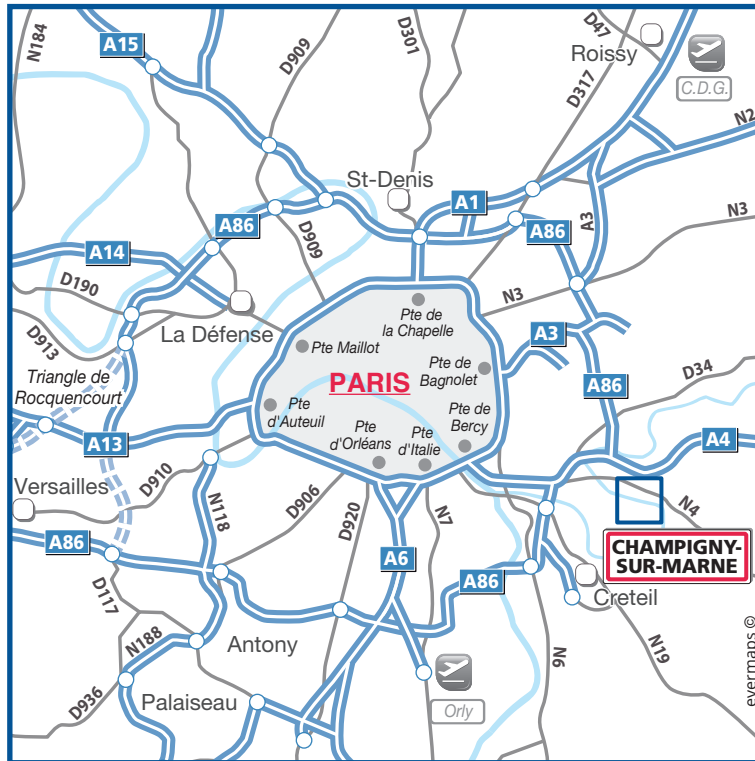 N184
A15
D909
D301
D47
Roissy
C.D.G.
D317
N2
St-Denis
A1
A3
N3
A86
D909
A86
A14
D190
N3
La Défense
D913
Pte de
la Chapelle
Pte Maillot
A3
Pte de
Bagnolet
D34
PARIS
A86
Triangle de
Rocquencourt
Pte
d'Auteuil
Pte de
Bercy
Pte
d'Orléans
Pte
d'Italie
A13
A4
D910
Versailles
N118
D906
D920
N7
N4
A86
A6
CHAMPIGNY-
SUR-MARNE
A86
D117
Creteil
N188
Antony
N19
N6
D936
Palaiseau
Orly
evermaps ©